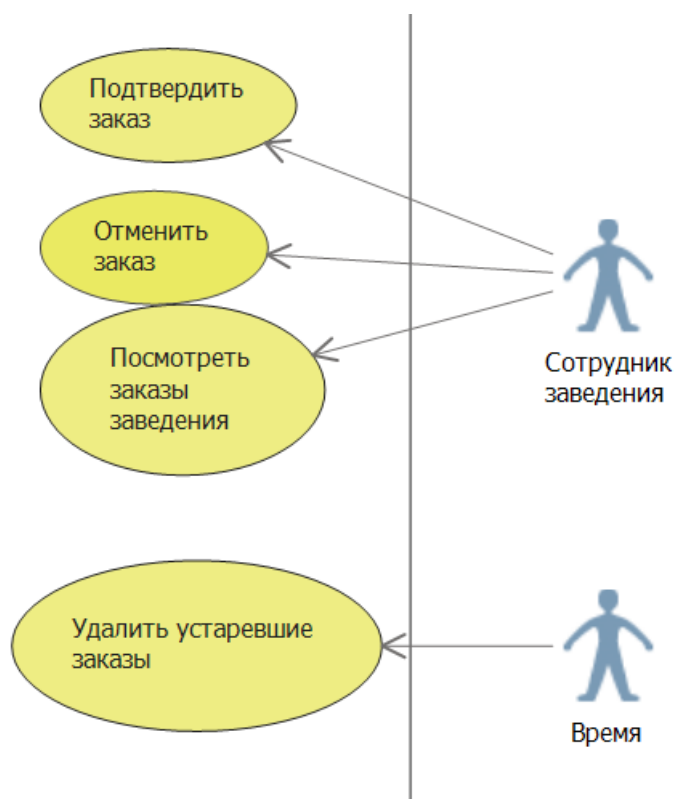 Подтвердить
заказ
Отменить
заказ
Посмотреть
заказы
заведения
Сотрудник
заведения
Удалить устаревшие
заказы
Время